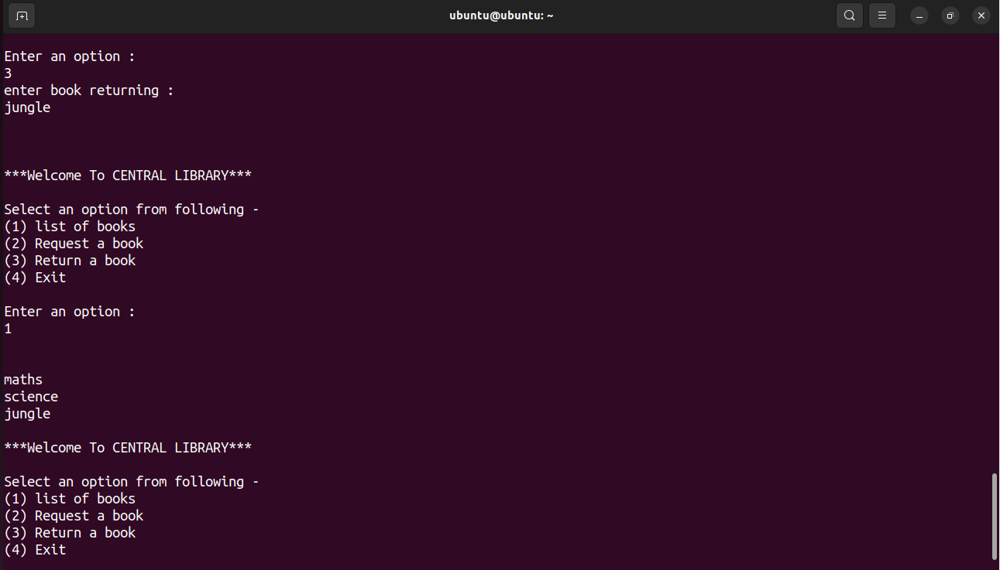 ubuntu@ubuntu: ~
Enter an option :
3
enter book returning :
jungle
***Welcome To CENTRAL LIBRARY***
Select an option from following -
(1) list of books
(2) Request a book
(3) Return a book
(4) Exit
Enter an option :
1
maths
science
jungle
***Welcome To CENTRAL LIBRARY***
Select an option from following -
(1) list of books
(2) Request a book
(3) Return a book
(4) Exit